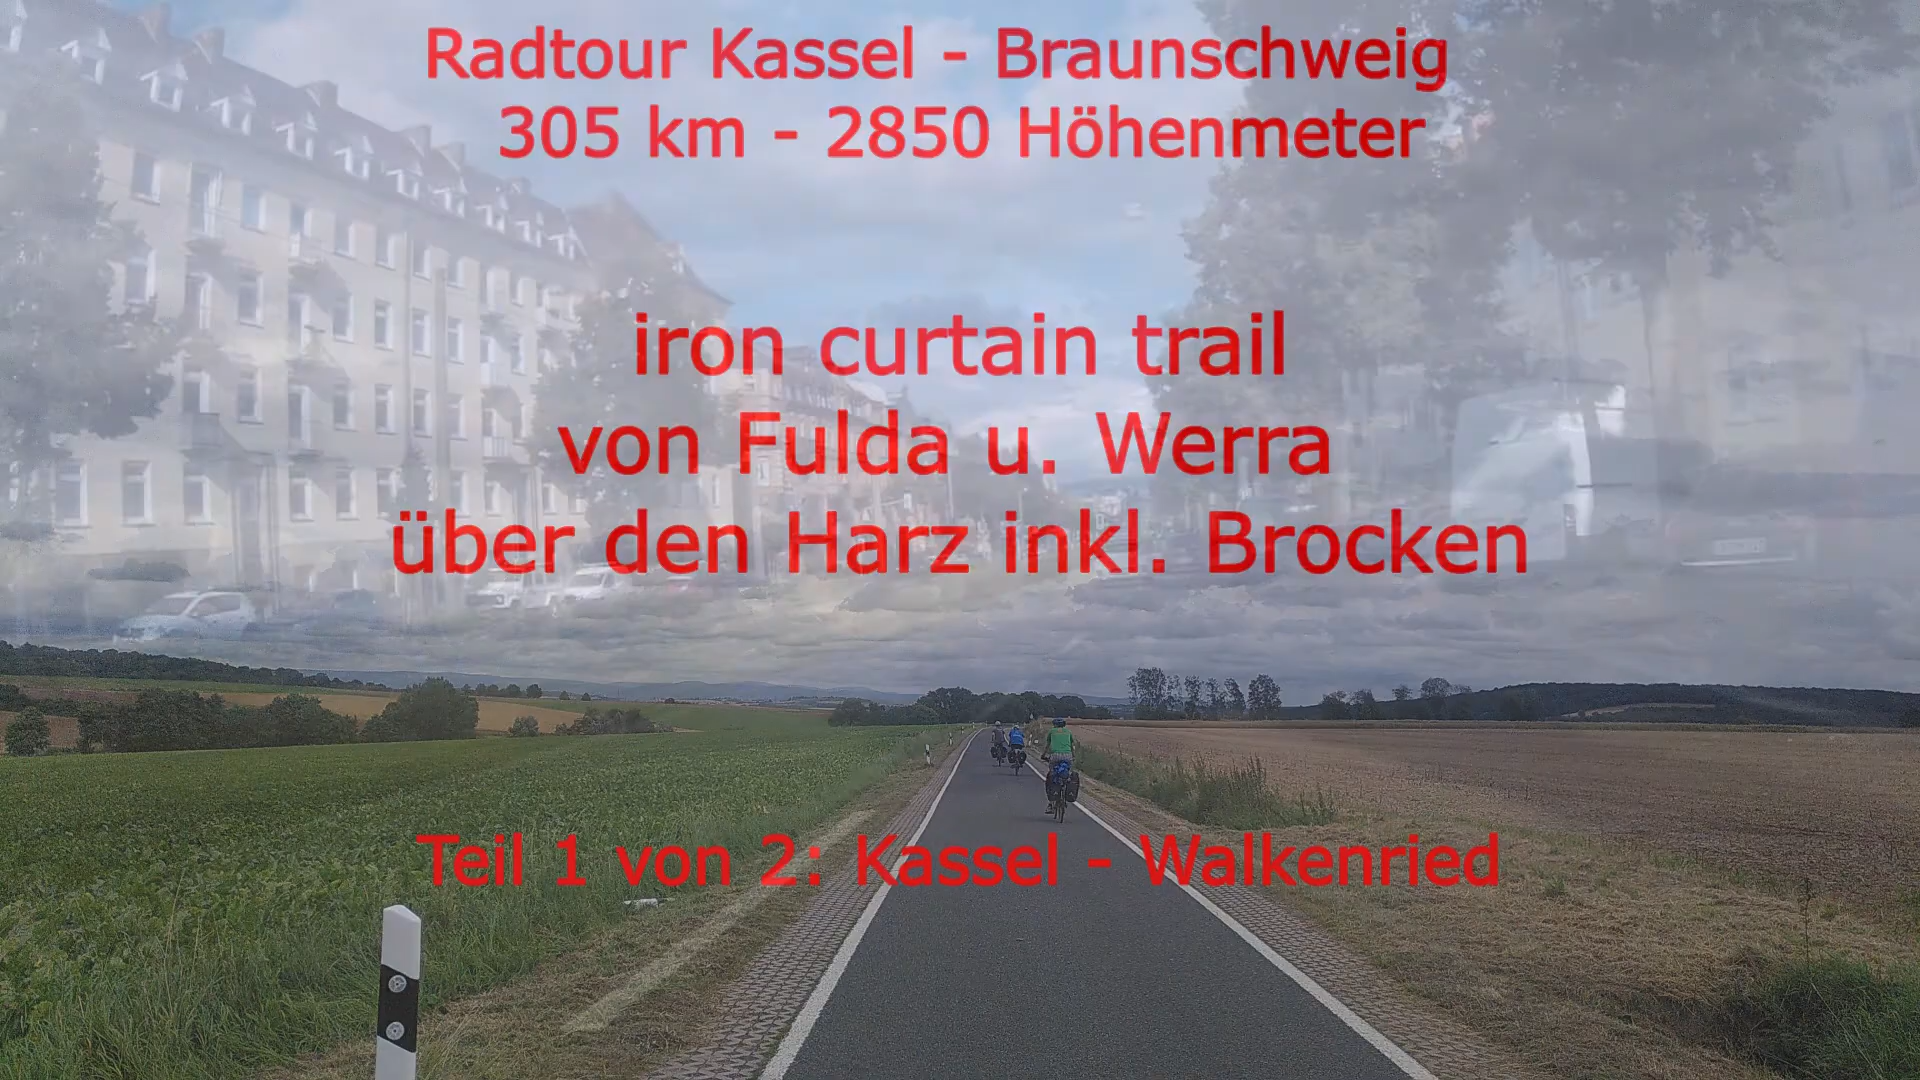 Radtour Kassel - Braunschweig
305 km - 2850 Höhenmeter
iron curtain trail
von Fulda u. Werra
über den Harz inkl. Brocken
Teil 1 von 2: Kassel - Walkenried